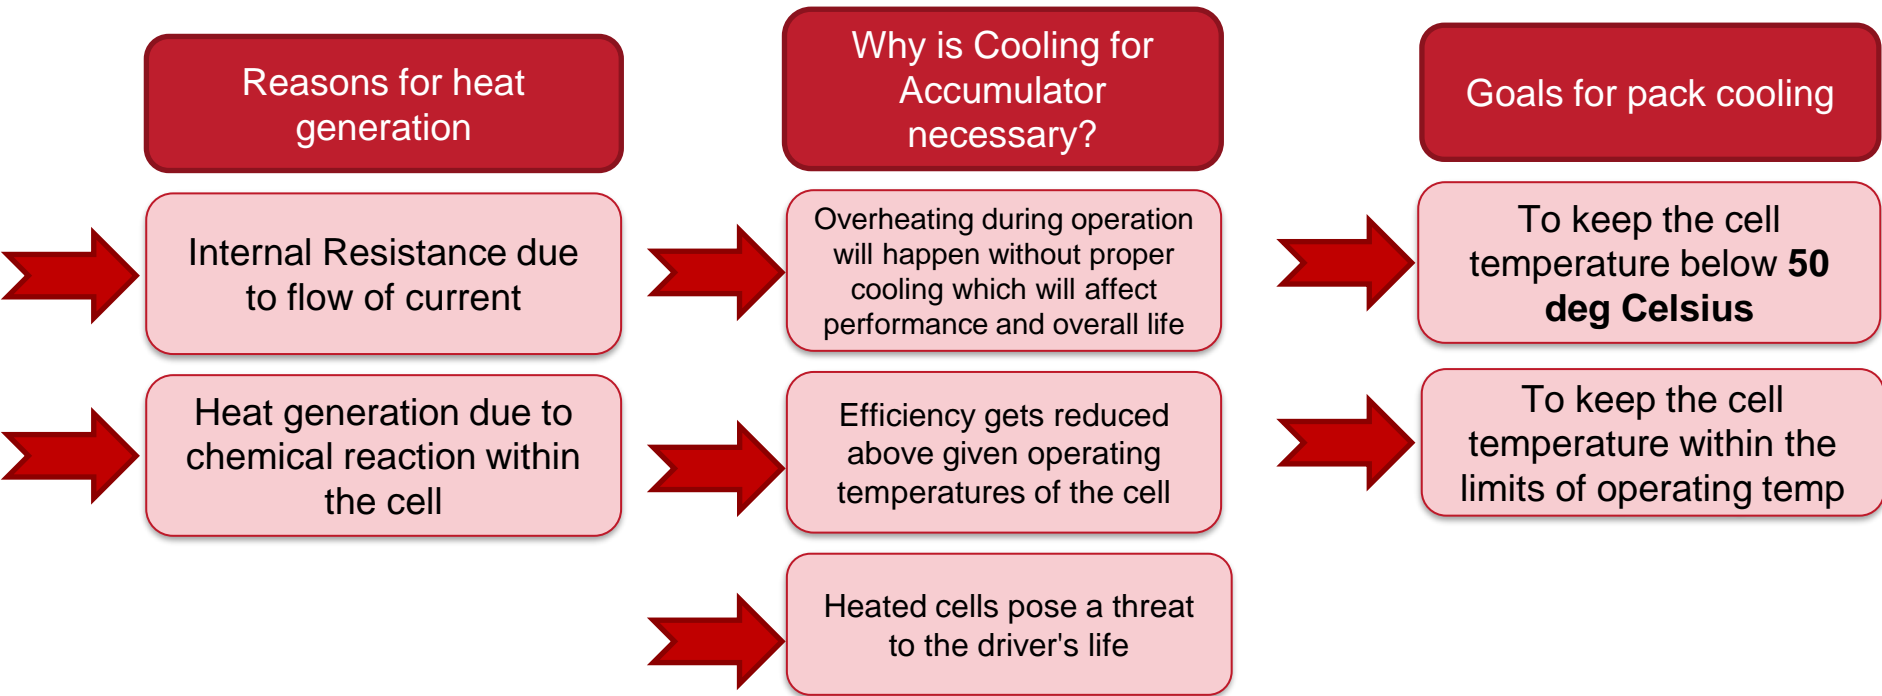 Reasons for heat
generation
Internal Resistance due
to flow of current
Heat generation due to
chemical reaction within
the cell
Why is Cooling for
Accumulator
necessary?
Overheating during operation
will happen without proper
cooling which will affect
performance and overall life
Efficiency gets reduced
above given operating
temperatures of the cell
Heated cells pose a threat
to the driver's life
Goals for pack cooling
To keep the cell
temperature below 50
deg Celsius
To keep the cell
temperature within the
limits of operating temp